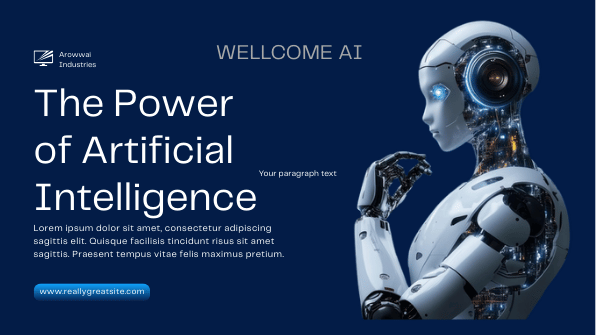 Arowwai
Industries
WELLCOME AI
The Power
of Artificial
Intelligence
Your paragraph text
Lorem ipsum dolor sit amet, consectetur adipiscing
sagittis elit. Quisque facilisis tincidunt risus sit amet
sagittis. Praesent tempus vitae felis maximus pretium.
www.reallygreatsite.com